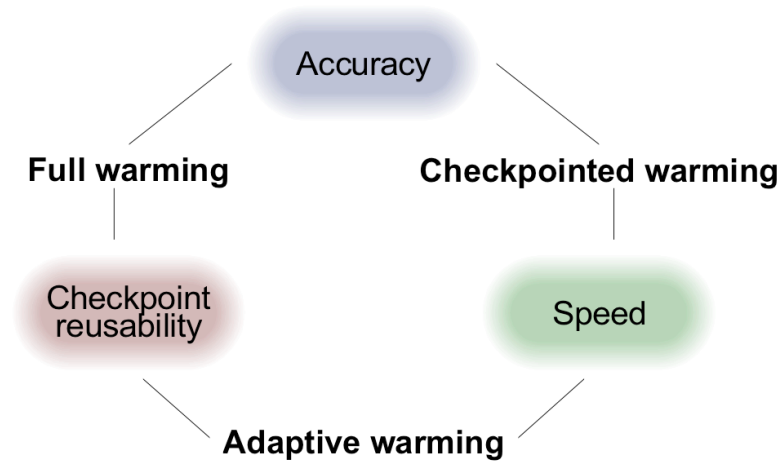 Accuracy
Full warming
Checkpointed warming
Checkpoint
reusability
Speed
Adaptive warming